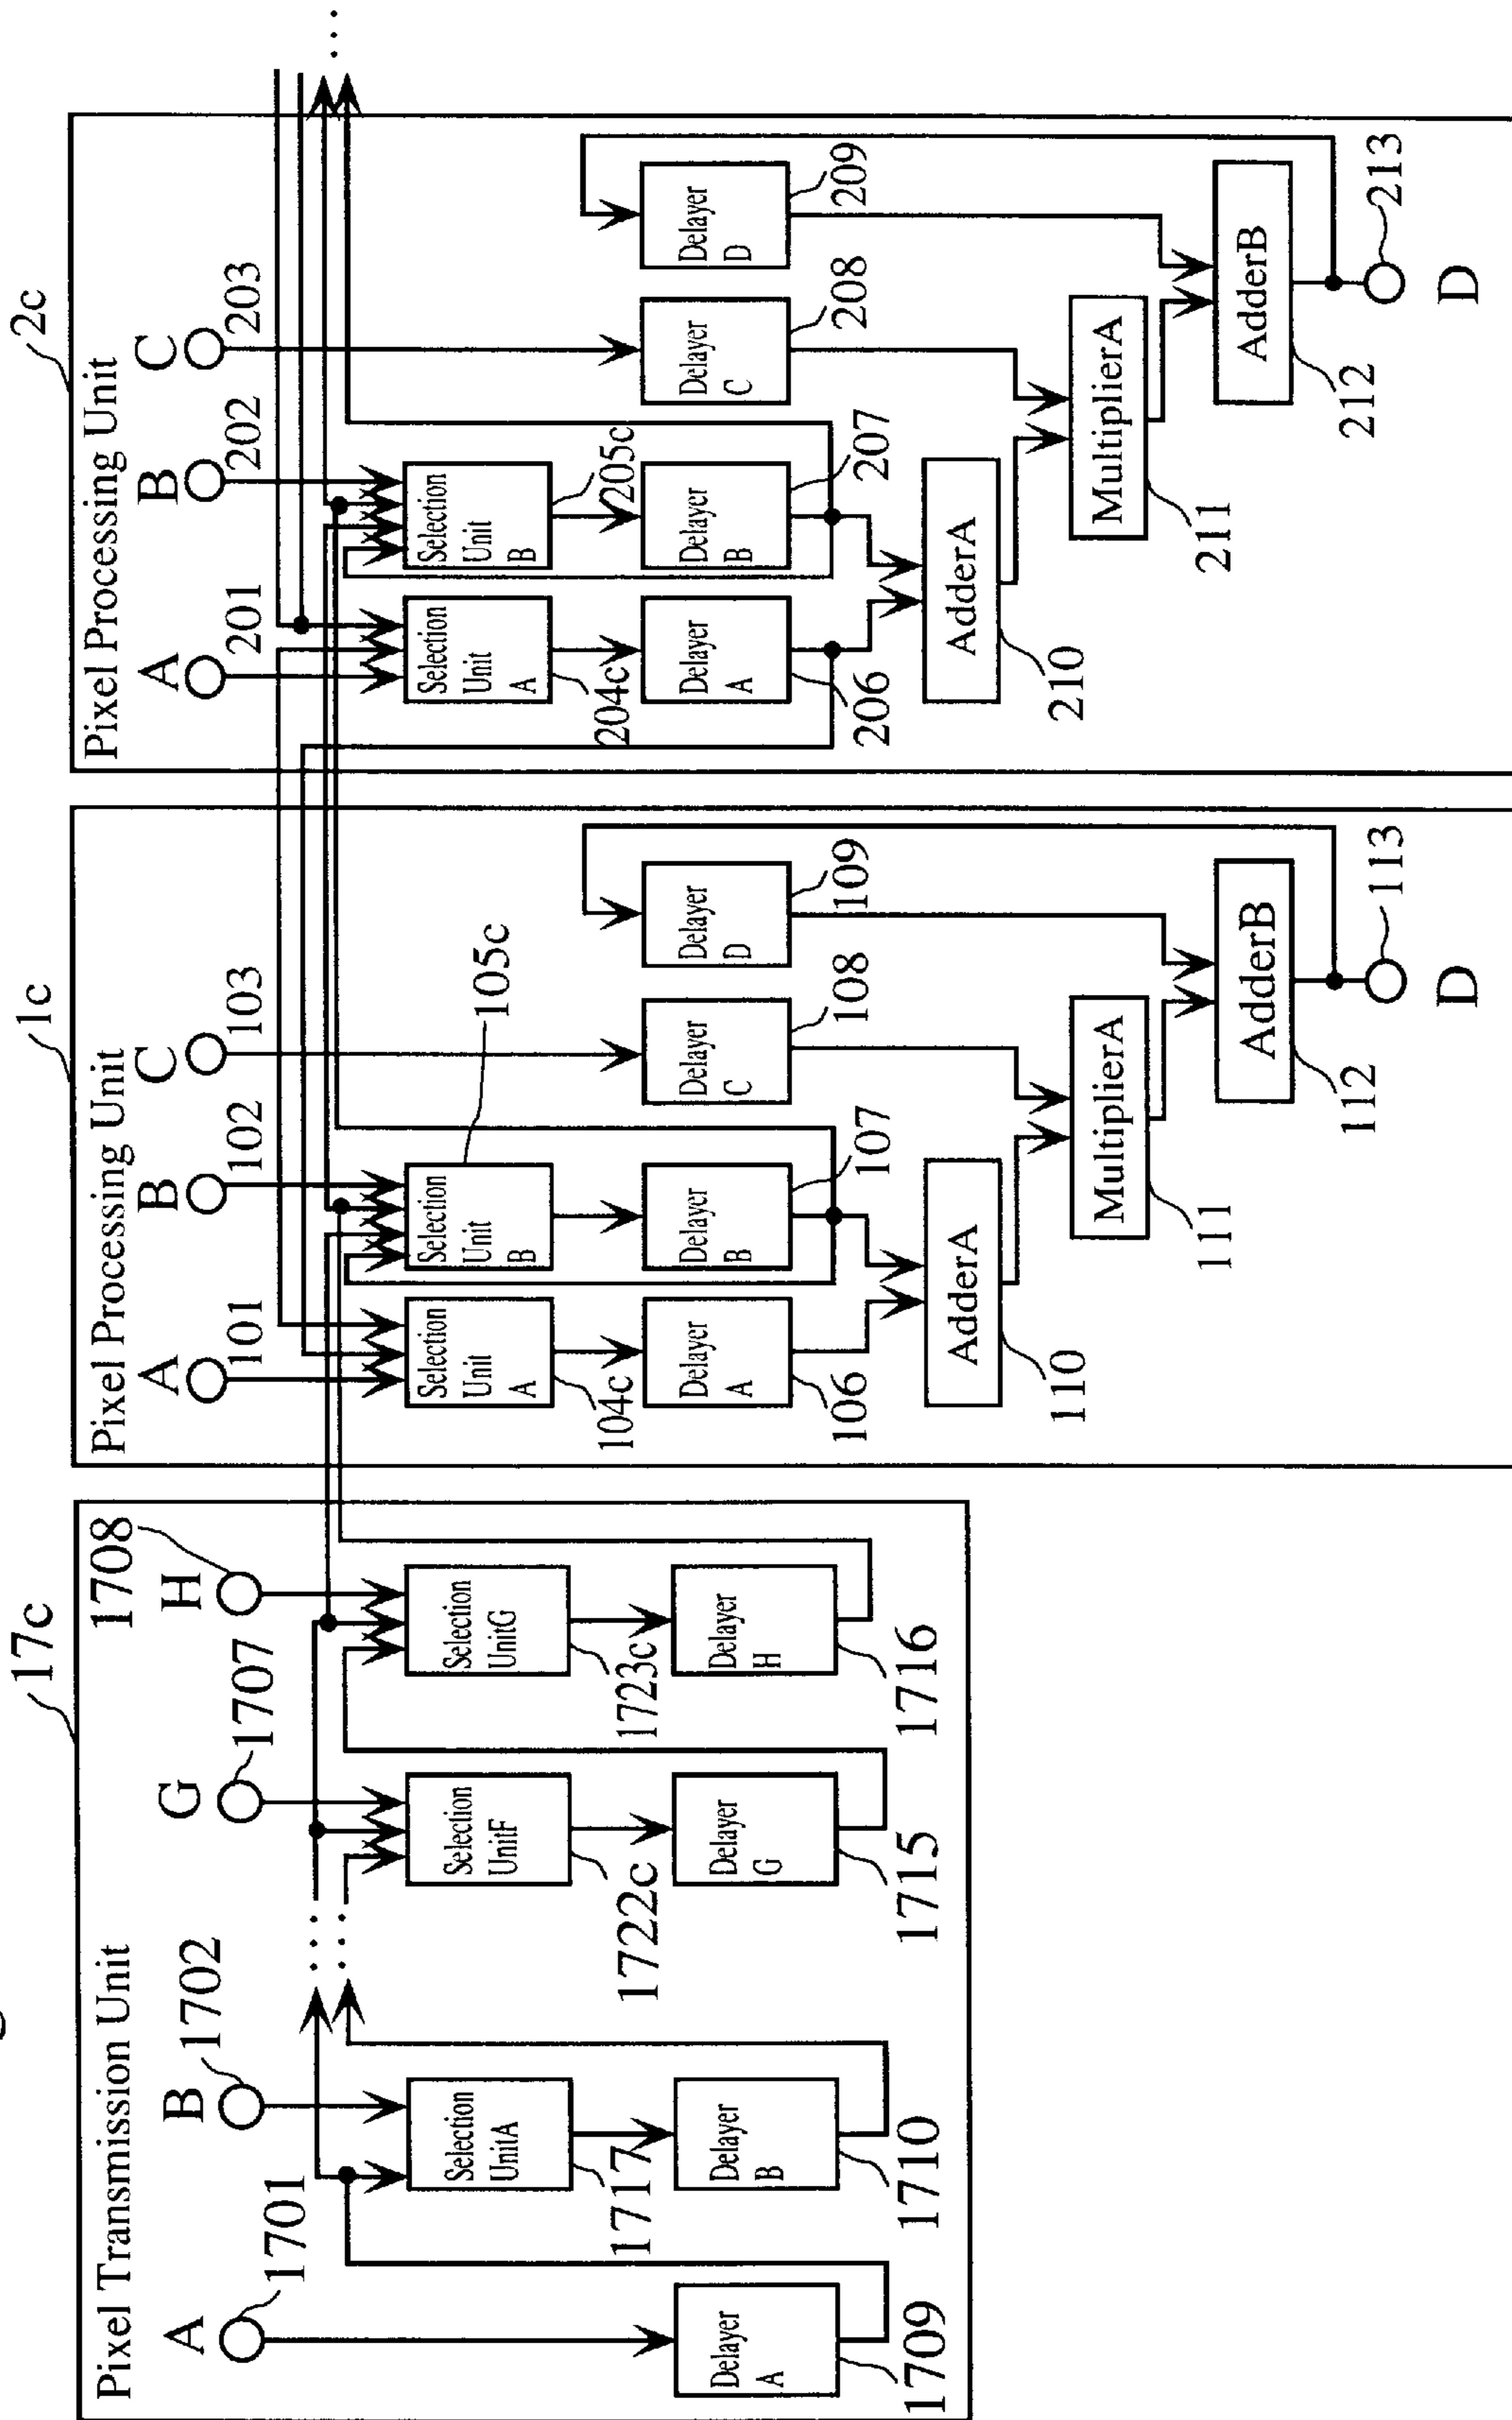 17c
Pixel Transmission Unit
A
1701
B
1702
G
1707
H
1708
Selection
UnitA
1717
Selection
UnitF
1722c
Selection
UnitG
1723c
Delayer
A
1709
Delayer
B
1710
Delayer
G
1715
Delayer
H
1716
1c
Pixel Processing Unit
A
101
B
102
C
103
Selection
Unit
A
104c
Selection
Unit
B
105c
Delayer
A
106
Delayer
B
107
Delayer
C
108
Delayer
D
109
AdderA
110
MultiplierA
111
AdderB
112
113
D
2c
Pixel Processing Unit
A
201
B
202
C
203
Selection
Unit
A
204c
Selection
Unit
B
205c
Delayer
A
206
Delayer
B
207
Delayer
C
208
Delayer
D
209
AdderA
210
MultiplierA
211
AdderB
212
213
D